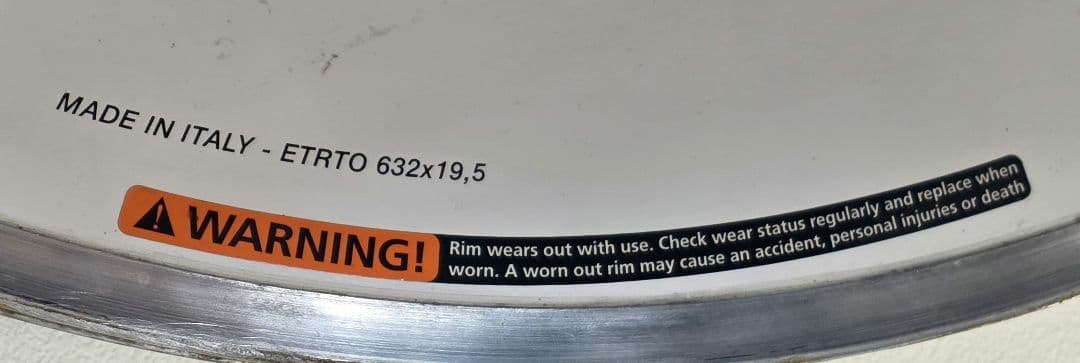 MADE IN ITALY - ETRTO 632x19,5
WARNING!
Rim wears out with use. Check wear status regularly and replace when
worn. A worn out rim may cause an accident, personal injuries or death